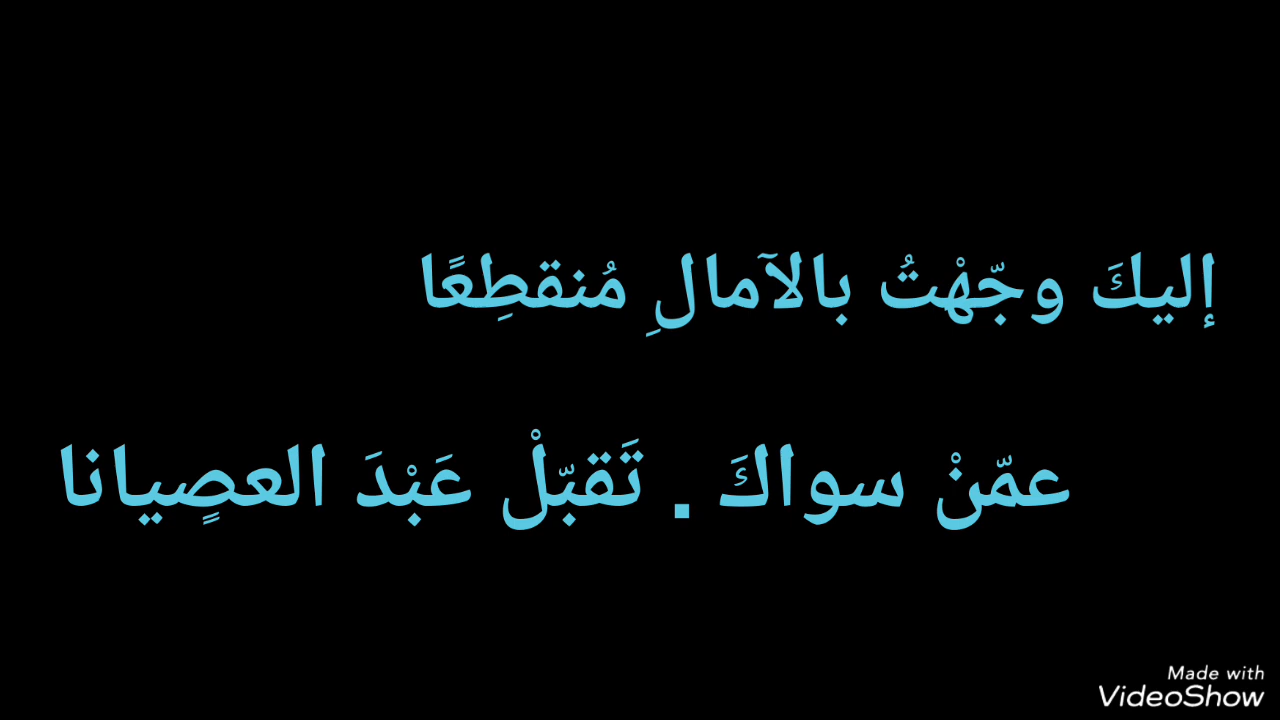 إليكَ وجّهْتُ بالآمالِ مُنقطِعًا
عمّنْ سواكَ . تَقبّلْ عَبْدَ العصٍيانا
Made with
VideoShow